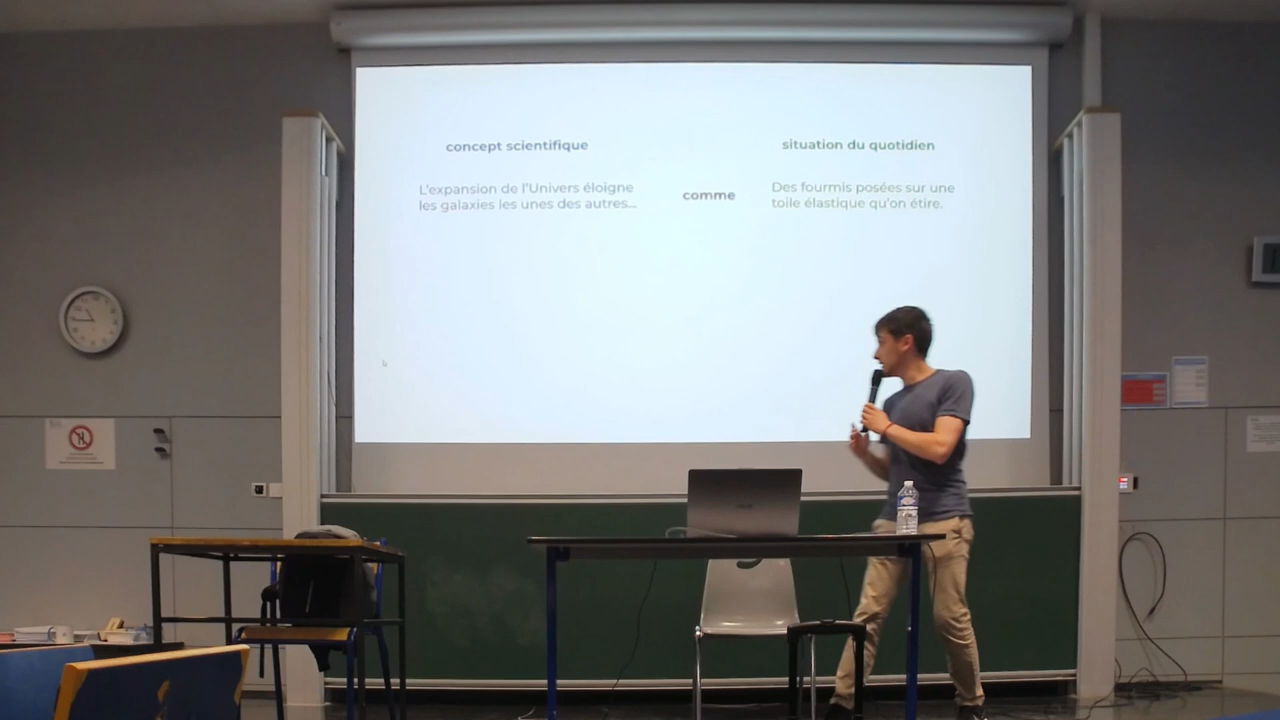 concept scientifique
situation du quotidien
L'expansion de l'Univers éloigne
les galaxies les unes des autres...
comme
Des fourmis posées sur une
toile élastique qu'on étire.